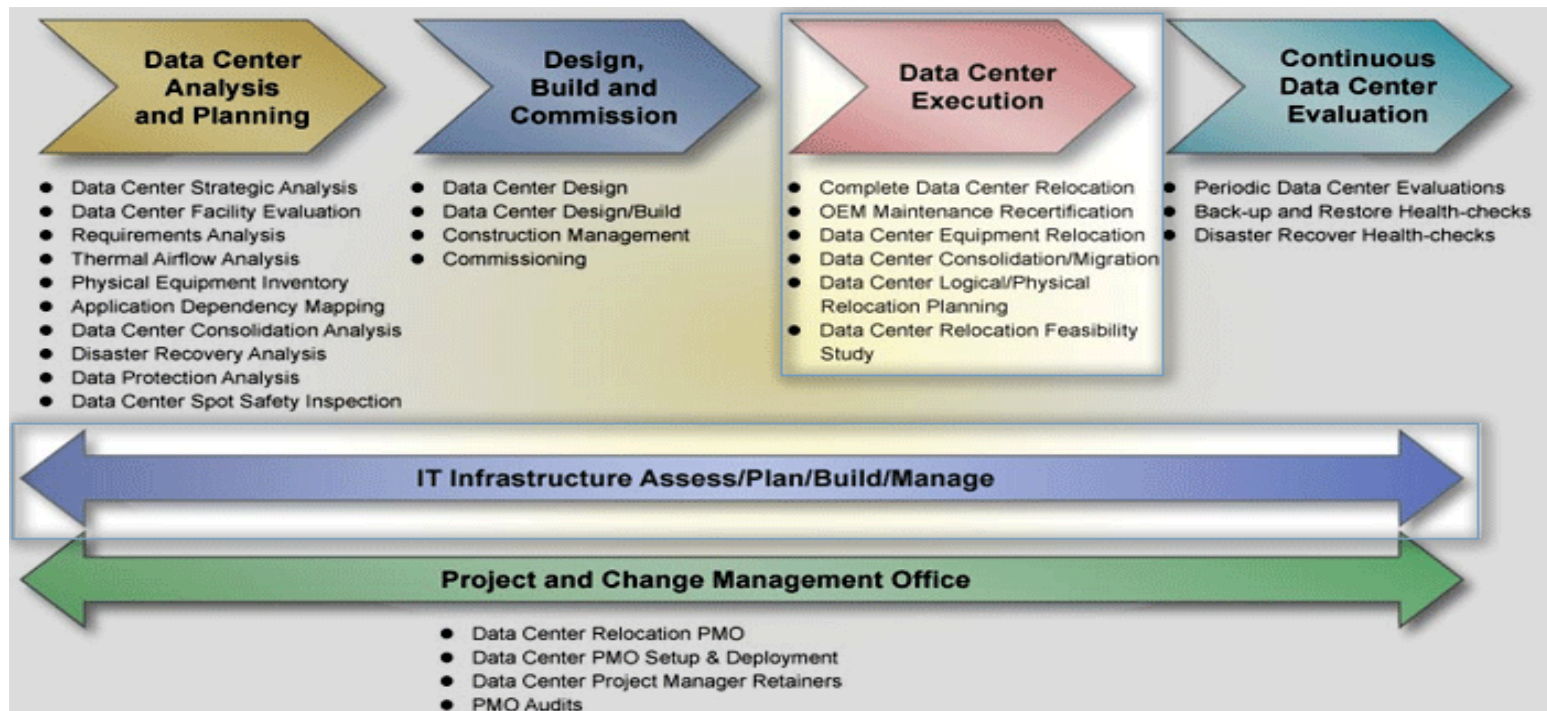 Data Center
Analysis
and Planning
• Data Center Strategic Analysis
• Data Center Facility Evaluation
• Requirements Analysis
• Thermal Airflow Analysis
• Physical Equipment Inventory
• Application Dependency Mapping
• Data Center Consolidation Analysis
• Disaster Recovery Analysis
• Data Protection Analysis
• Data Center Spot Safety Inspection
Design,
Build and
Commission
• Data Center Design
• Data Center Design/Build
• Construction Management
• Commissioning
Data Center
Execution
• Complete Data Center Relocation
• OEM Maintenance Recertification
• Data Center Equipment Relocation
• Data Center Consolidation/Migration
• Data Center Logical/Physical
Relocation Planning
• Data Center Relocation Feasibility
Study
Continuous
Data Center
Evaluation
• Periodic Data Center Evaluations
• Back-up and Restore Health-checks
• Disaster Recover Health-checks
IT Infrastructure Assess/Plan/Build/Manage
Project and Change Management Office
• Data Center Relocation PMO
• Data Center PMO Setup & Deployment
• Data Center Project Manager Retainers
• PMO Audits